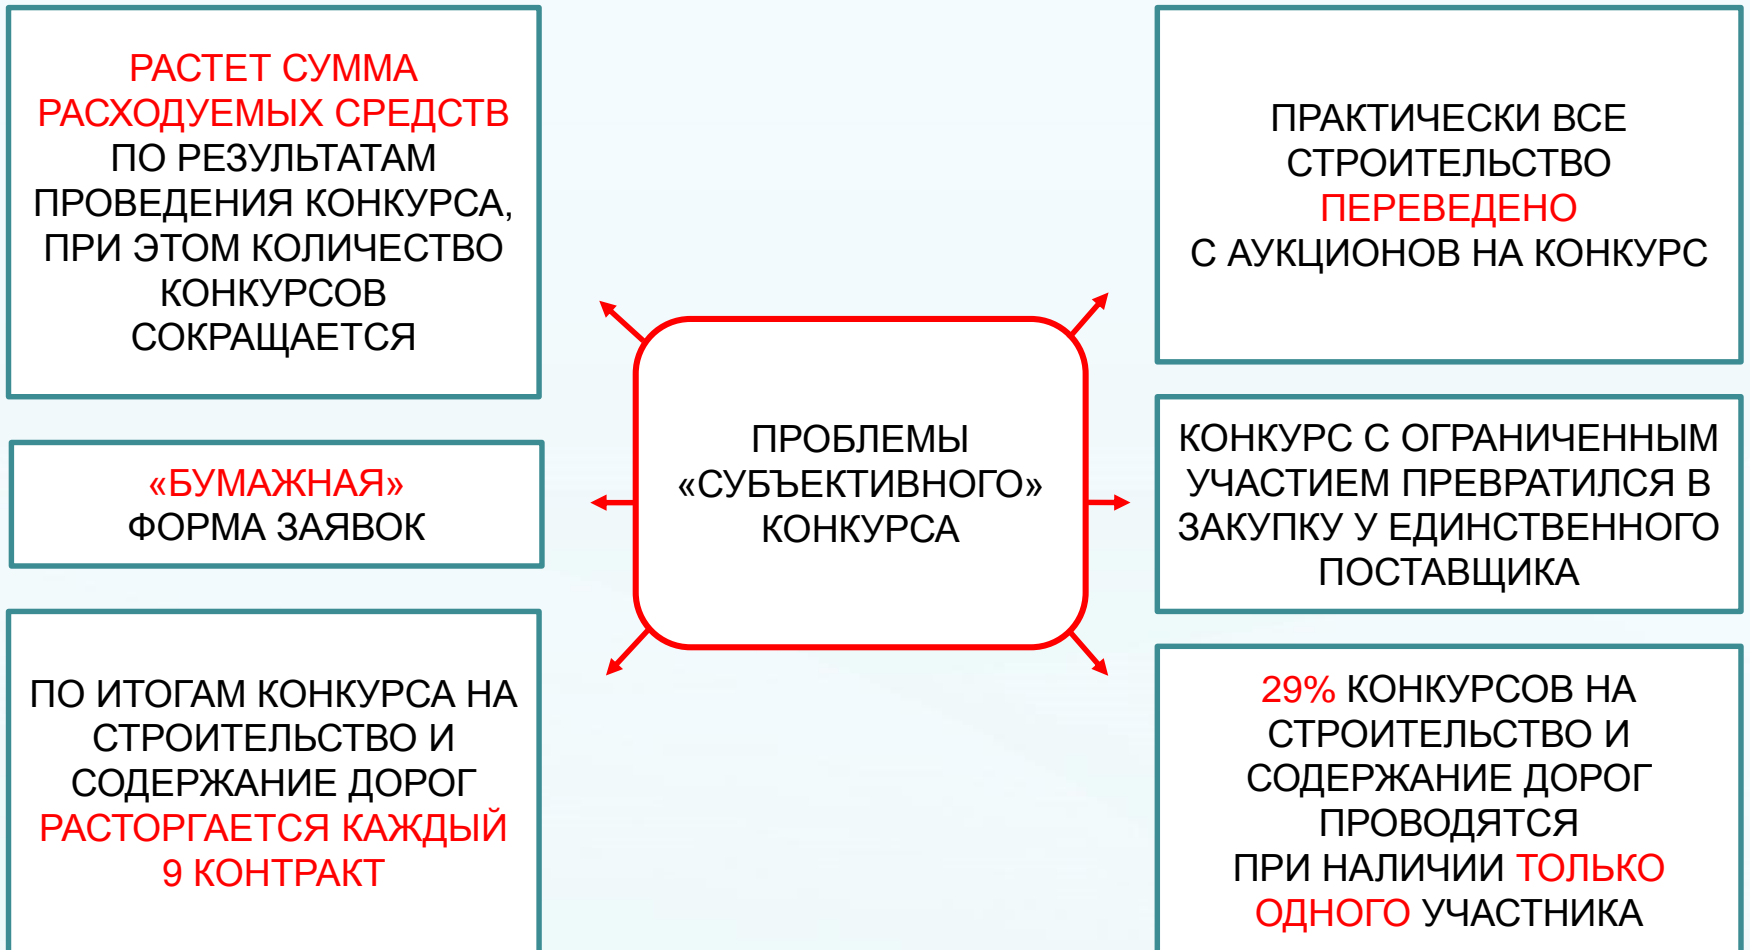 РАСТЕТ СУММА
РАСХОДУЕМЫХ СРЕДСТВ
ПО РЕЗУЛЬТАТАМ
ПРОВЕДЕНИЯ КОНКУРСА,
ПРИ ЭТОМ КОЛИЧЕСТВО
КОНКУРСОВ
СОКРАЩАЕТСЯ
«БУМАЖНАЯ»
ФОРМА ЗАЯВОК
ПО ИТОГАМ КОНКУРСА НА
СТРОИТЕЛЬСТВО И
СОДЕРЖАНИЕ ДОРОГ
РАСТОРГАЕТСЯ КАЖДЫЙ
9 КОНТРАКТ
ПРОБЛЕМЫ
«СУБЪЕКТИВНОГО»
КОНКУРСА
ПРАКТИЧЕСКИ ВСЕ
СТРОИТЕЛЬСТВО
ПЕРЕВЕДЕНО
С АУКЦИОНОВ НА КОНКУРС
КОНКУРС С ОГРАНИЧЕННЫМ
УЧАСТИЕМ ПРЕВРАТИЛСЯ В
ЗАКУПКУ У ЕДИНСТВЕННОГО
ПОСТАВЩИКА
29% КОНКУРСОВ НА
СТРОИТЕЛЬСТВО И
СОДЕРЖАНИЕ ДОРОГ
ПРОВОДЯТСЯ
ПРИ НАЛИЧИИ ТОЛЬКО
ОДНОГО УЧАСТНИКА